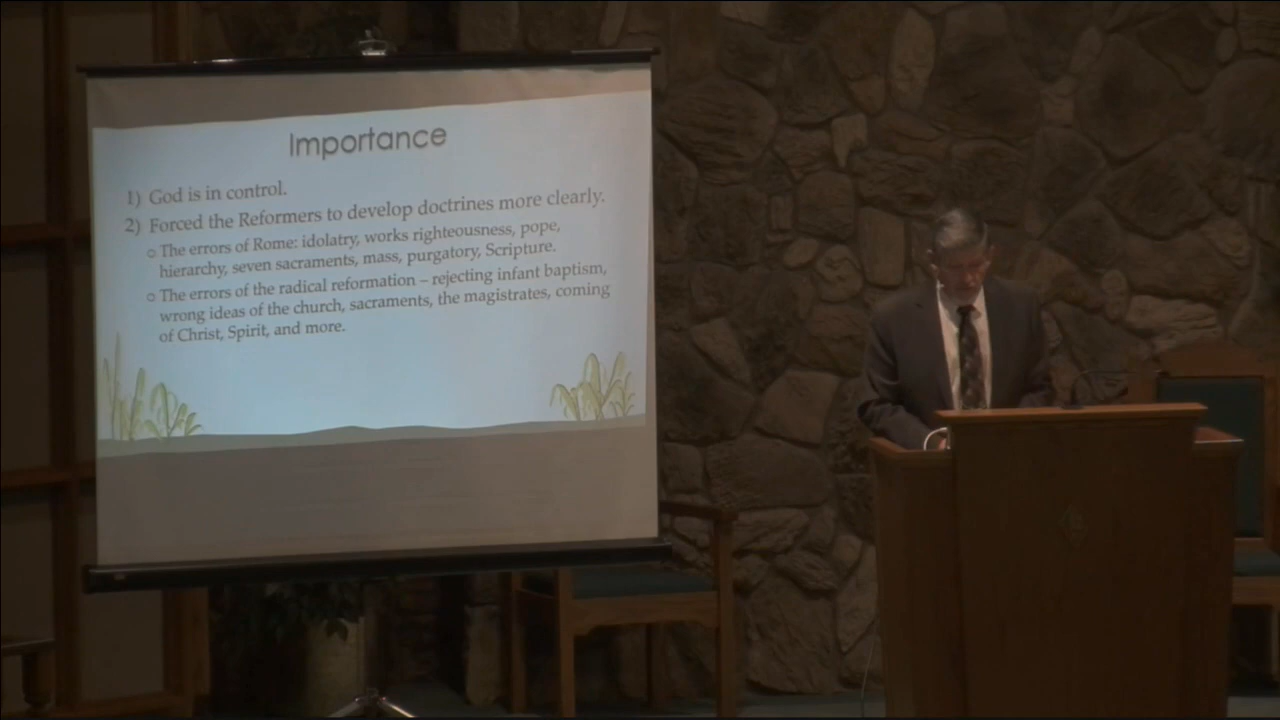 Importance
1) God is in control.
2) Forced the Reformers to develop doctrines more clearly.
o The errors of Rome: idolatry, works righteousness, pope,
hierarchy, seven sacraments, mass, purgatory, Scripture.
o The errors of the radical reformation – rejecting infant baptism,
wrong ideas of the church, sacraments, the magistrates, coming
of Christ, Spirit, and more.